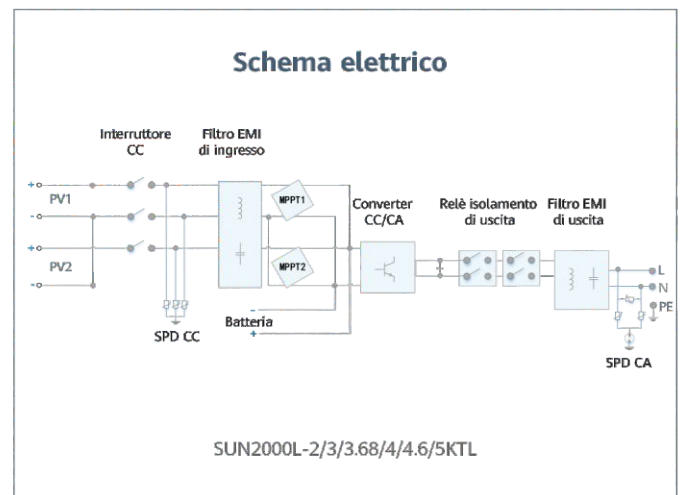 Schema elettrico
Interruttore
CC
Filtro EMI
di ingresso
+
PV1
-
+
PV2
-
MPPT1
MPPT2
Converter
CC/CA
Relè isolamento
di uscita
Filtro EMI
di uscita
L
N
PE
SPD CC
Batteria
-
+
SPD CA
SUN2000L-2/3/3.68/4/4.6/5KTL